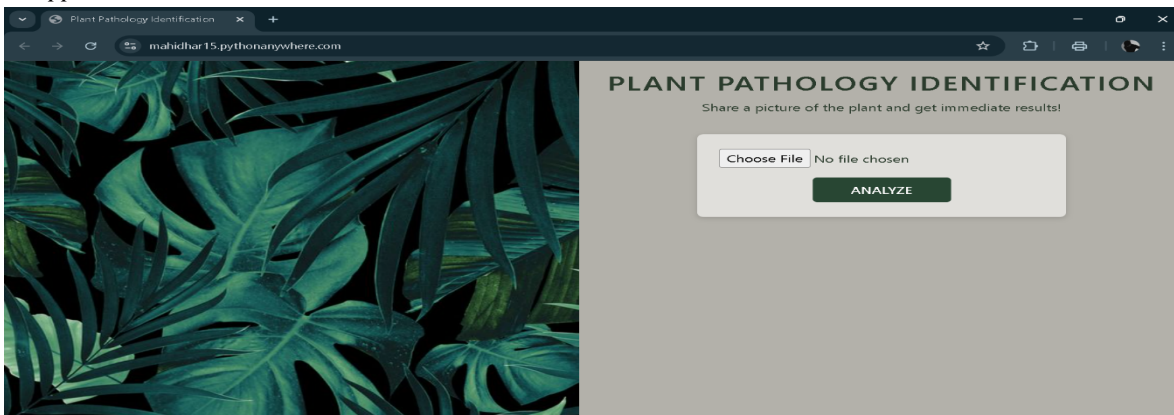 Plant Pathology Identification
mahidhar15.pythonanywhere.com
PLANT PATHOLOGY IDENTIFICATION
Share a picture of the plant and get immediate results!
Choose File No file chosen
ANALYZE